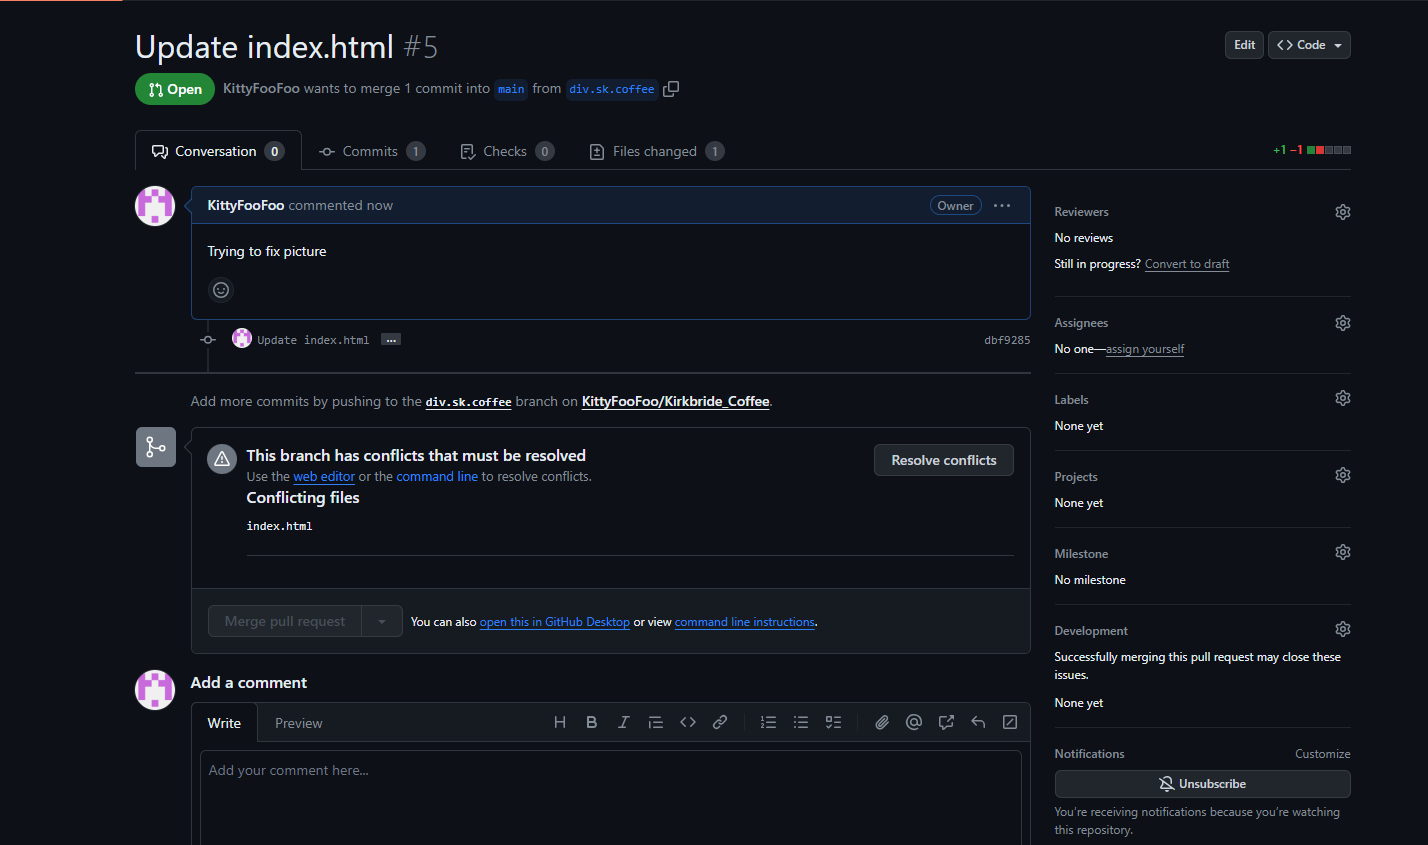 Update index.html #5
Edit
Code
Open
KittyFooFoo wants to merge 1 commit into main from div.sk.coffee
Conversation 0
Commits 1
Checks 0
Files changed 1
+1 −1
KittyFooFoo commented now
Owner
Trying to fix picture
Update index.html ...
dbf9285
Add more commits by pushing to the div.sk.coffee branch on KittyFooFoo/Kirkbride_Coffee.
This branch has conflicts that must be resolved
Use the web editor or the command line to resolve conflicts.
Resolve conflicts
Conflicting files
index.html
Merge pull request
You can also open this in GitHub Desktop or view command line instructions.
Add a comment
Write
Preview
Add your comment here...
Reviewers
No reviews
Still in progress? Convert to draft
Assignees
No one—assign yourself
Labels
None yet
Projects
None yet
Milestone
No milestone
Development
Successfully merging this pull request may close these
issues.
None yet
Notifications
Customize
Unsubscribe
You’re receiving notifications because you’re watching
this repository.